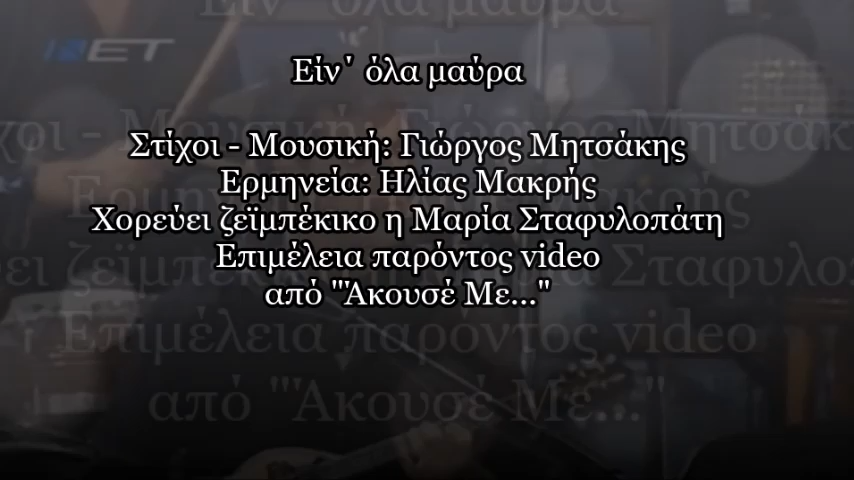 ΕΤ
Είν΄ όλα μαύρα
Στίχοι - Μουσική: Γιώργος Μητσάκης
Ερμηνεία: Ηλίας Μακρής
Χορεύει ζεϊμπέκικο η Μαρία Σταφυλοπάτη
Επιμέλεια παρόντος video
από "Άκουσέ Με..."